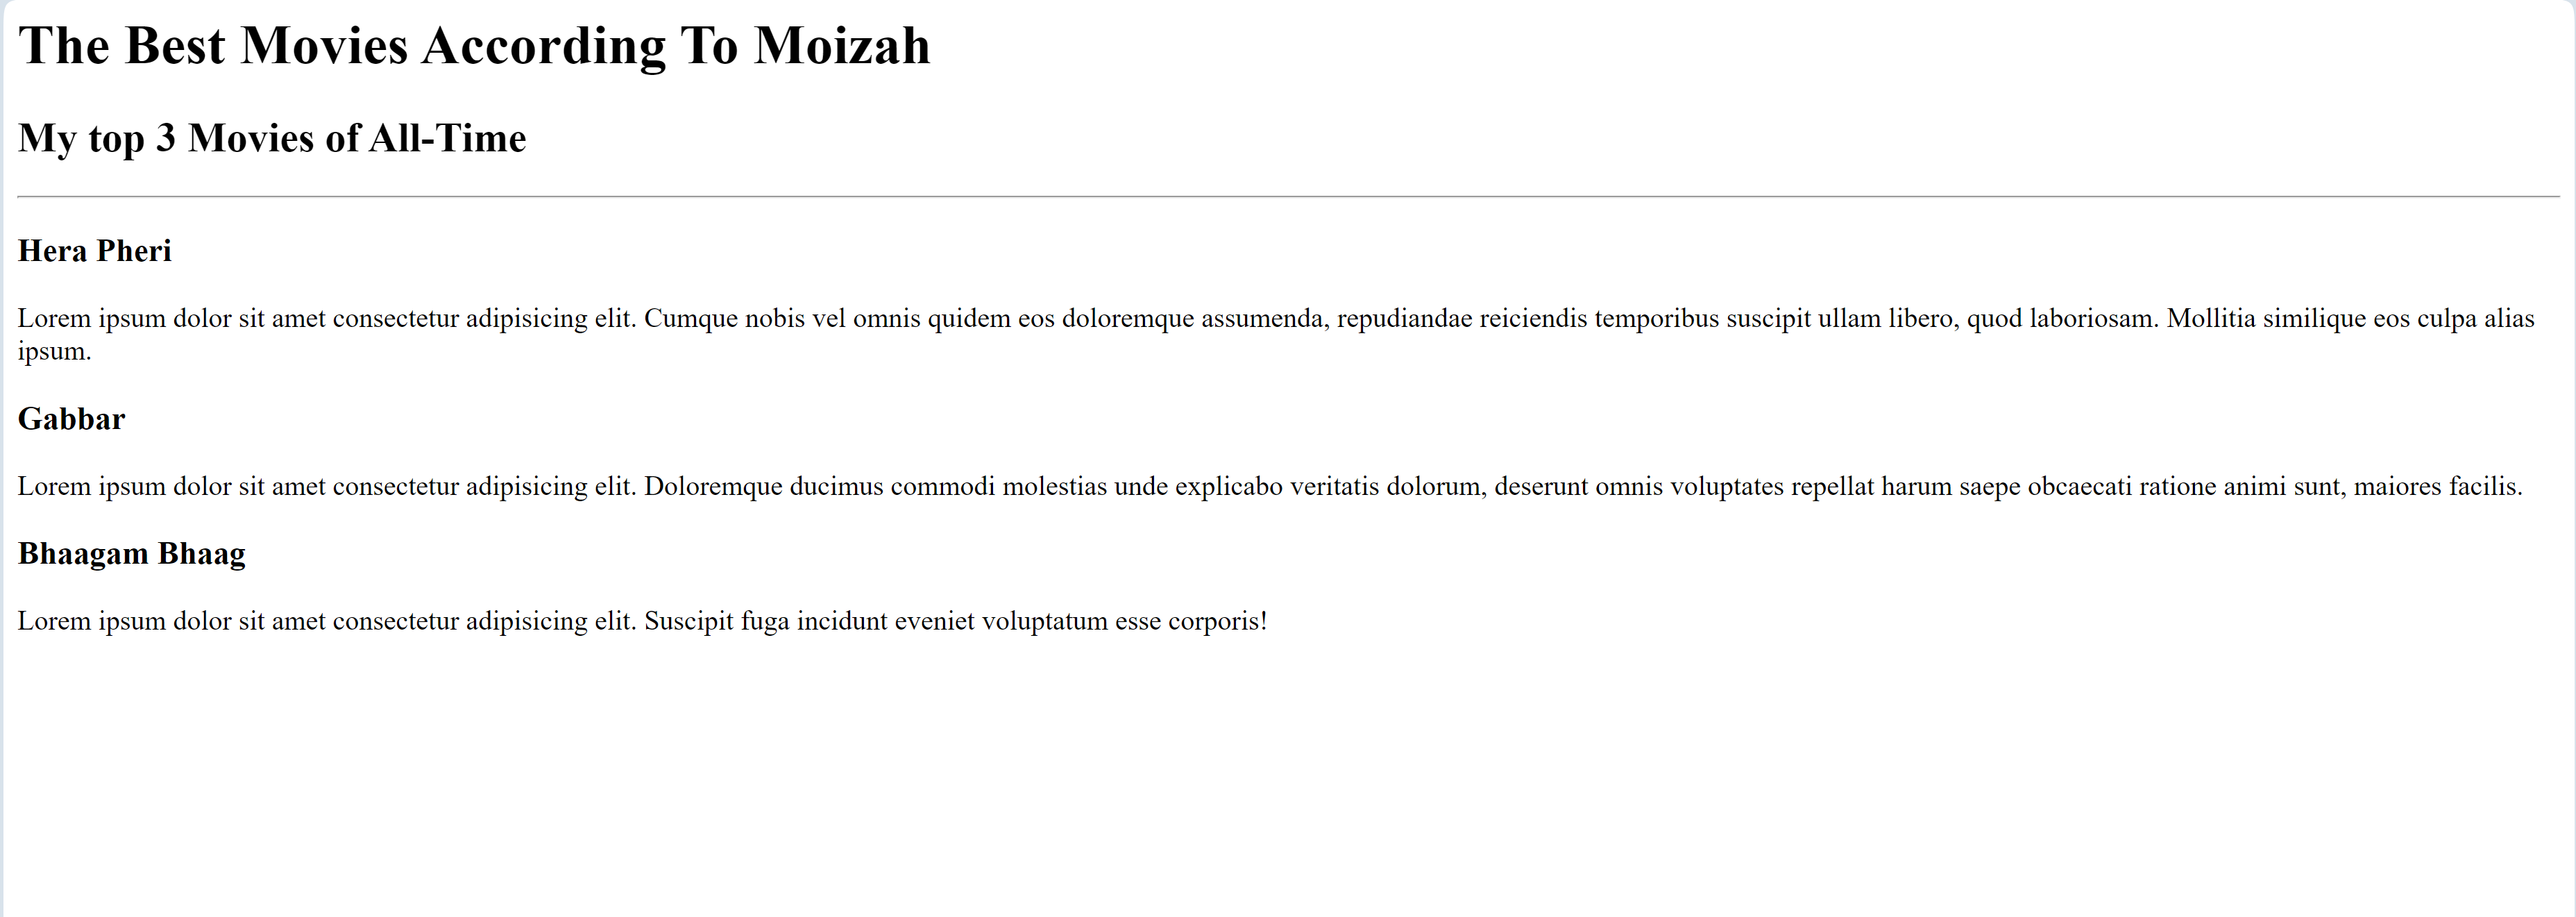 The Best Movies According To Moizah
My top 3 Movies of All-Time
Hera Pheri
Lorem ipsum dolor sit amet consectetur adipisicing elit. Cumque nobis vel omnis quidem eos doloremque assumenda, repudiandae reiciendis temporibus suscipit ullam libero, quod laboriosam. Mollitia similique eos culpa alias
ipsum.
Gabbar
Lorem ipsum dolor sit amet consectetur adipisicing elit. Doloremque ducimus commodi molestias unde explicabo veritatis dolorum, deserunt omnis voluptates repellat harum saepe obcaecati ratione animi sunt, maiores facilis.
Bhaagam Bhaag
Lorem ipsum dolor sit amet consectetur adipisicing elit. Suscipit fuga incidunt eveniet voluptatum esse corporis!